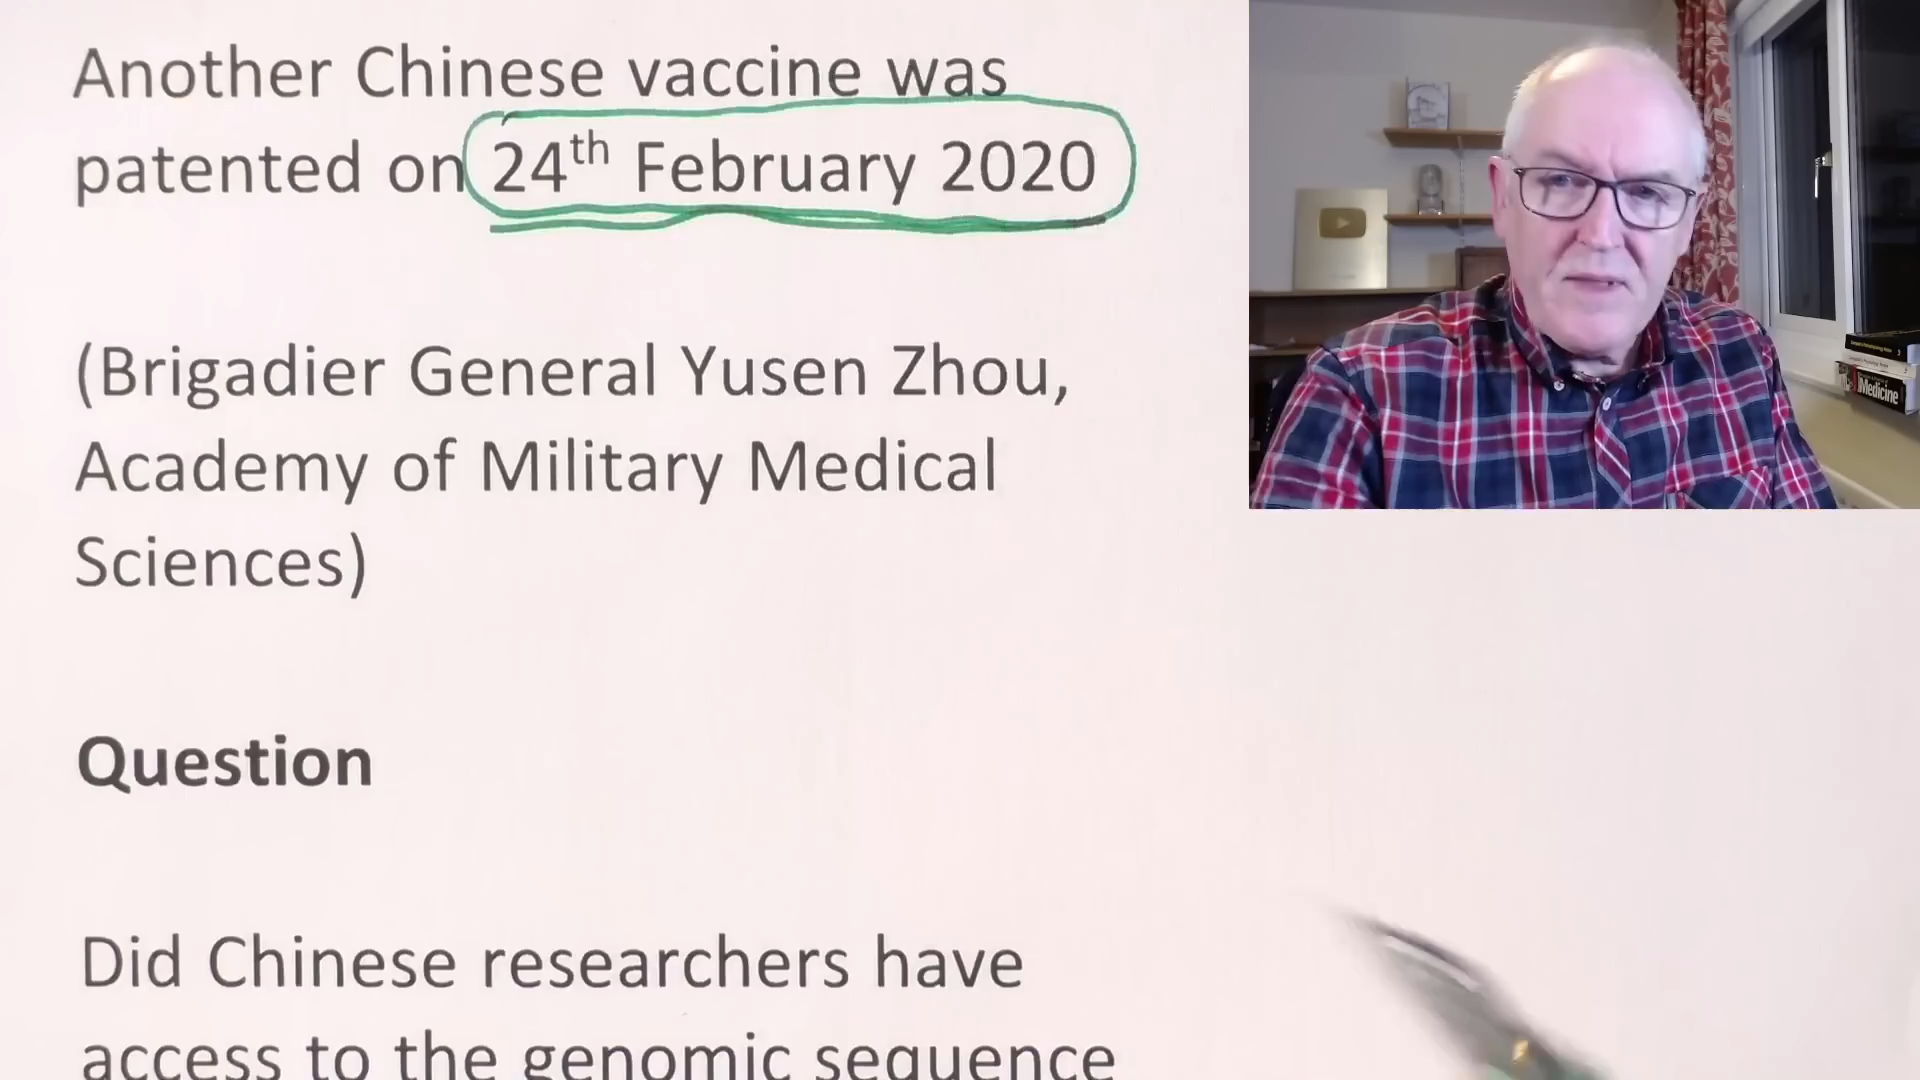 Another Chinese vaccine was
patented on 24th February 2020
(Brigadier General Yusen Zhou,
Academy of Military Medical
Sciences)
Question
Did Chinese researchers have
access to the genomic sequence
Medicine